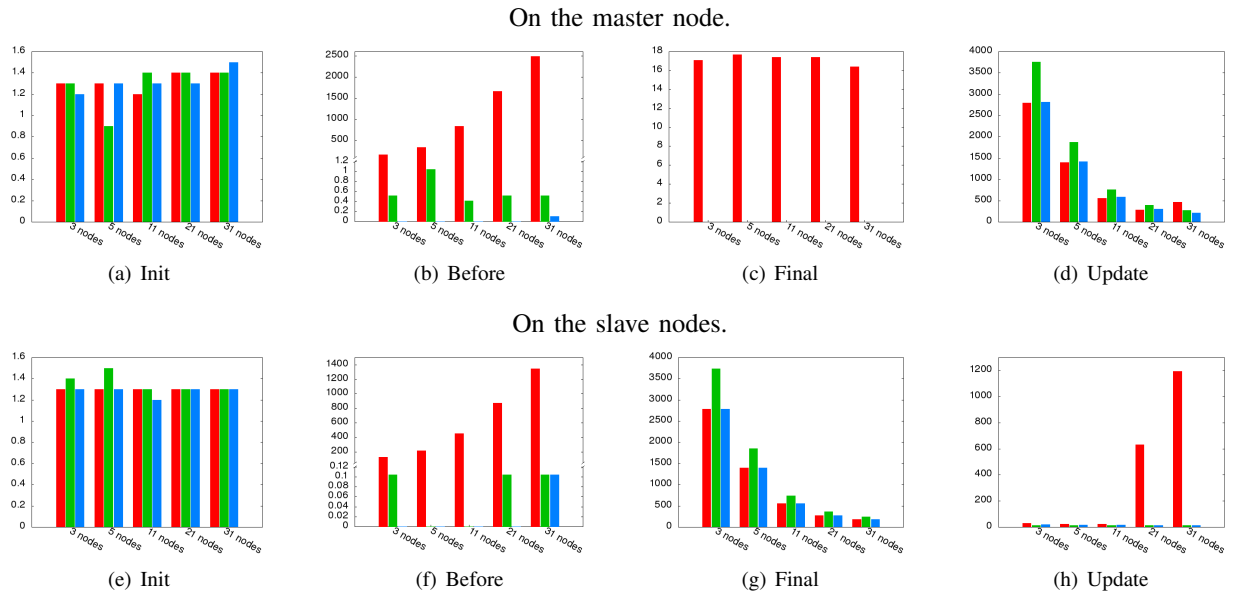 On the master node.
1.6
1.4
1.2
1
0.8
0.6
0.4
0.2
0
3 nodes
5 nodes
11 nodes
21 nodes
31 nodes
(a) Init
2500
2000
1500
1000
500
1.2
1
0.8
0.6
0.4
0.2
0
3 nodes
5 nodes
11 nodes
21 nodes
31 nodes
(b) Before
18
16
14
12
10
8
6
4
2
0
3 nodes
5 nodes
11 nodes
21 nodes
31 nodes
(c) Final
4000
3500
3000
2500
2000
1500
1000
500
0
3 nodes
5 nodes
11 nodes
21 nodes
31 nodes
(d) Update
On the slave nodes.
1.6
1.4
1.2
1
0.8
0.6
0.4
0.2
0
3 nodes
5 nodes
11 nodes
21 nodes
31 nodes
(e) Init
1400
1200
1000
800
600
400
200
0.12
0.1
0.08
0.06
0.04
0.02
0
3 nodes
5 nodes
11 nodes
21 nodes
31 nodes
(f) Before
4000
3500
3000
2500
2000
1500
1000
500
0
3 nodes
5 nodes
11 nodes
21 nodes
31 nodes
(g) Final
1200
1000
800
600
400
200
0
3 nodes
5 nodes
11 nodes
21 nodes
31 nodes
(h) Update